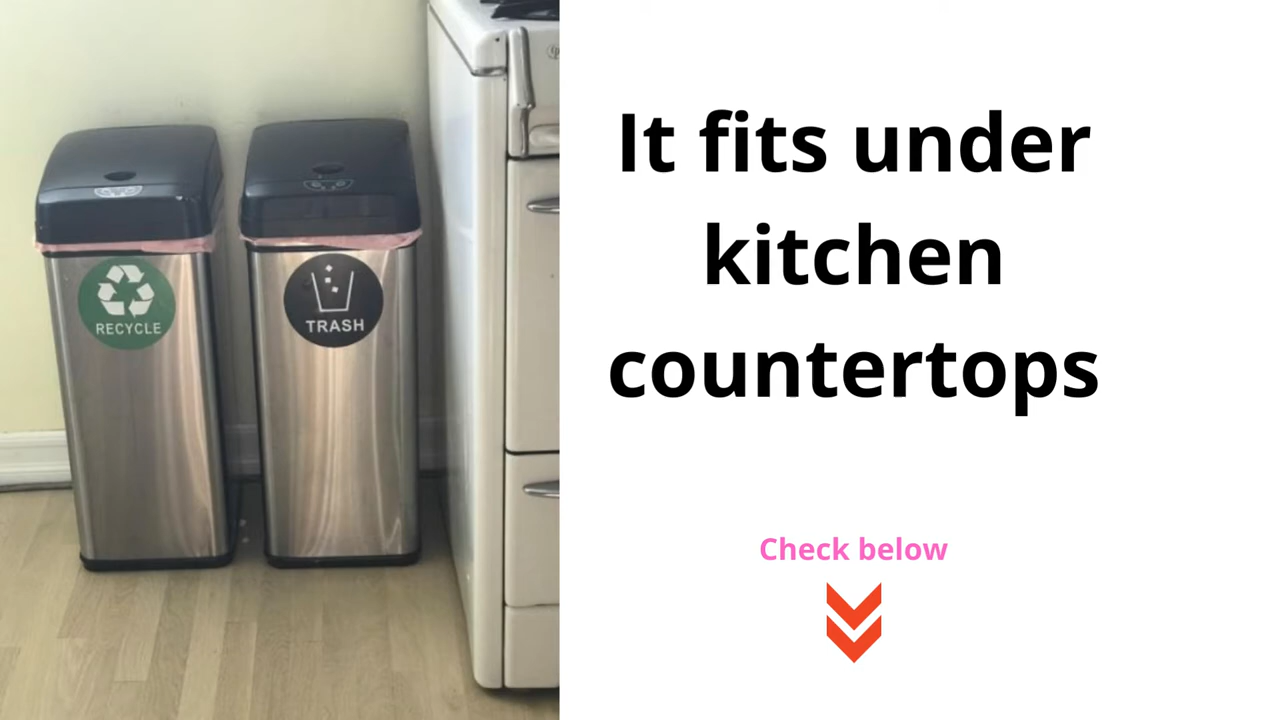 RECYCLE
TRASH
It fits under
kitchen
countertops
Check below